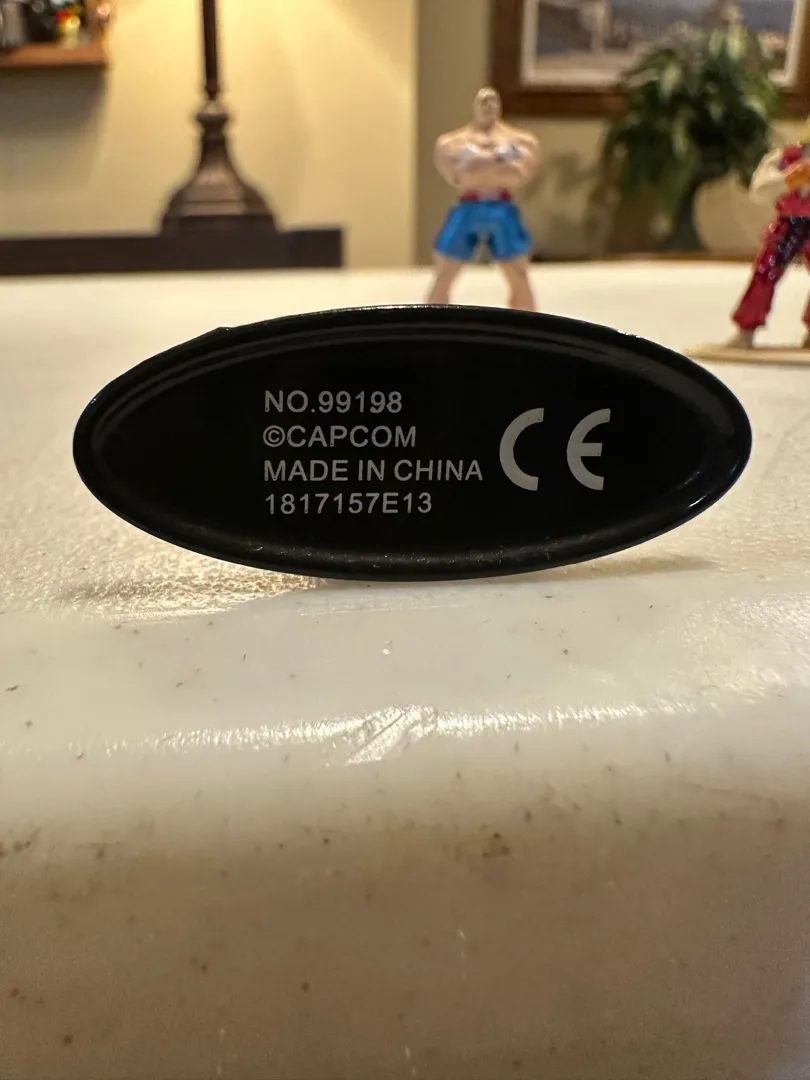 NO.99198
©CAPCOM
MADE IN CHINA
1817157E13
CE